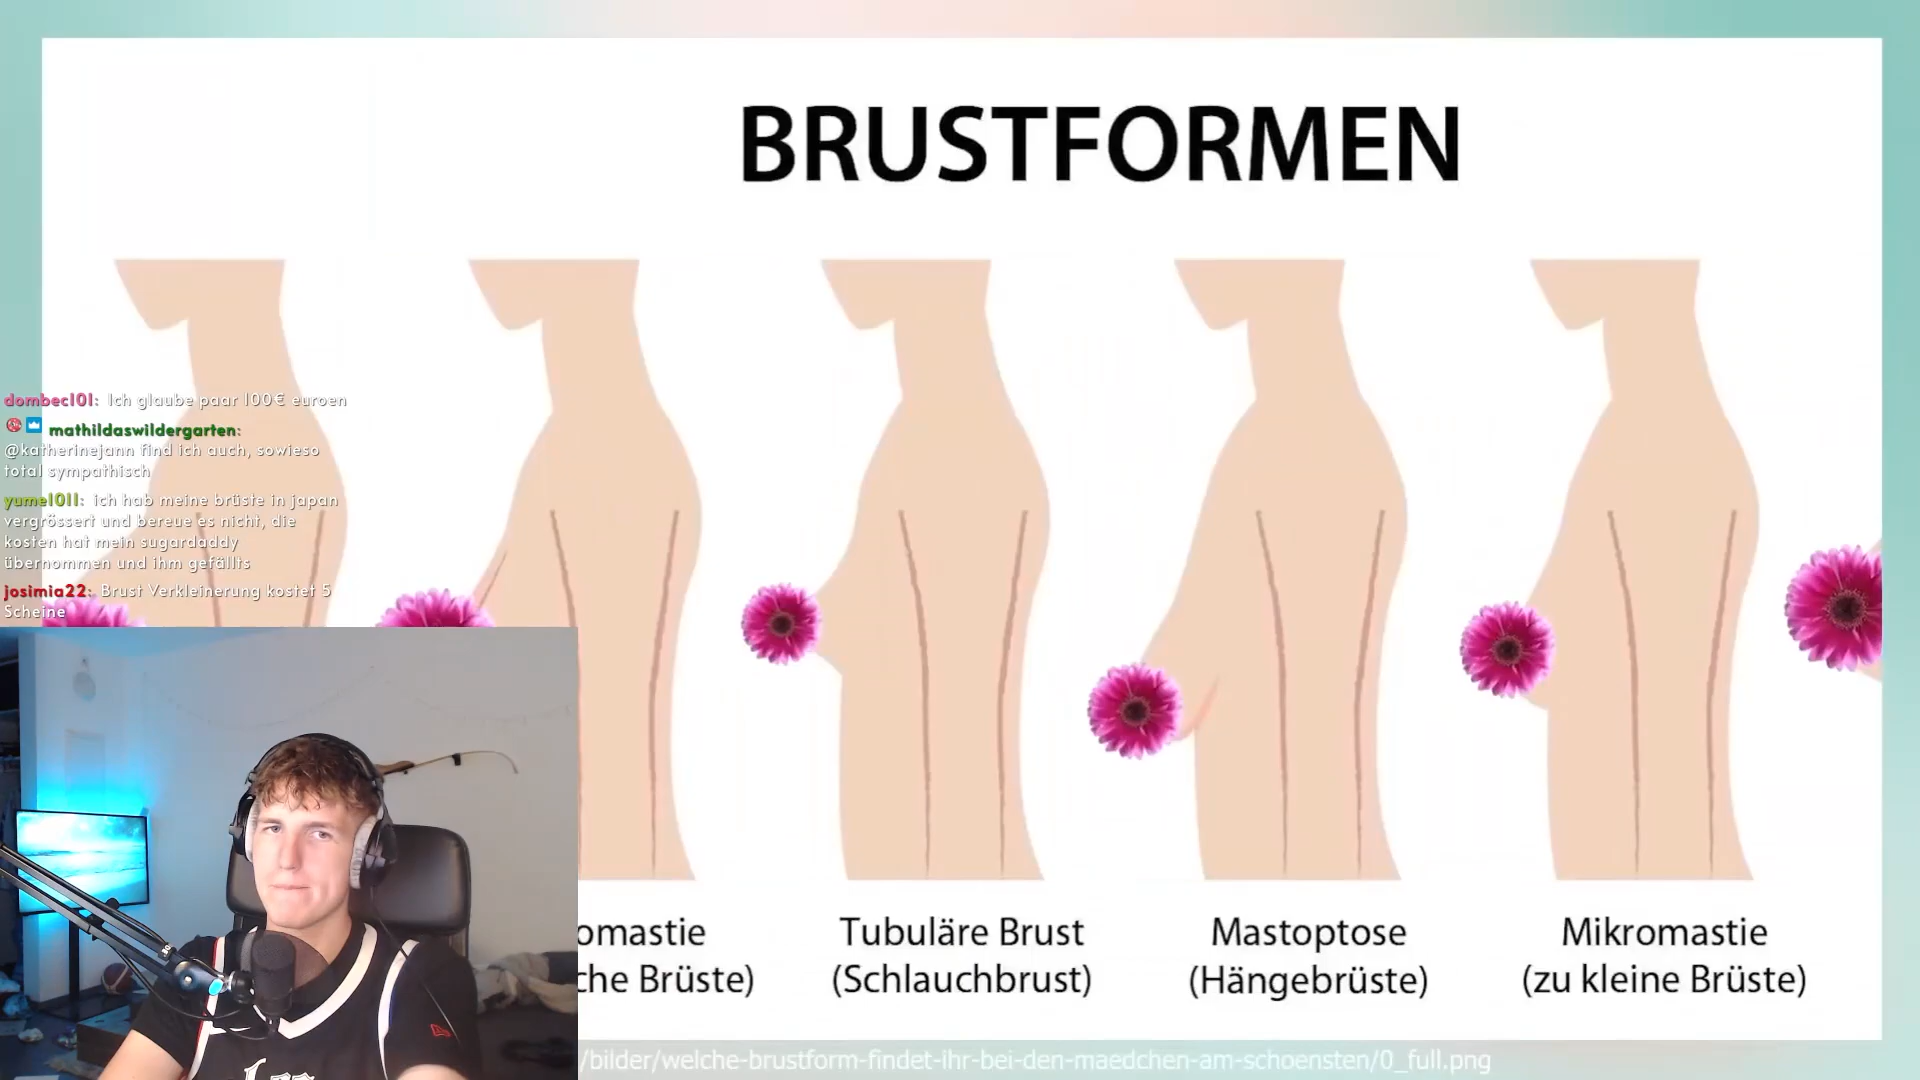 BRUSTFORMEN
dombec101: Ich glaube paar 100€ euroen
mathildaswildergarten:
@katherinejann find ich auch, sowieso
total sympathisch
yume1011: ich hab meine brüste in japan
vergrössert und bereue es nicht, die
kosten hat mein sugardaddy
übernommen und ihm gefällts
josimia22: Brust Verkleinerung kostet 5
Scheine
omastie
che Brüste)
Tubuläre Brust
(Schlauchbrust)
Mastoptose
(Hängebrüste)
Mikromastie
(zu kleine Brüste)
/bilder/welche-brustform-findet-ihr-bei-den-maedchen-am-schoensten/0_full.png